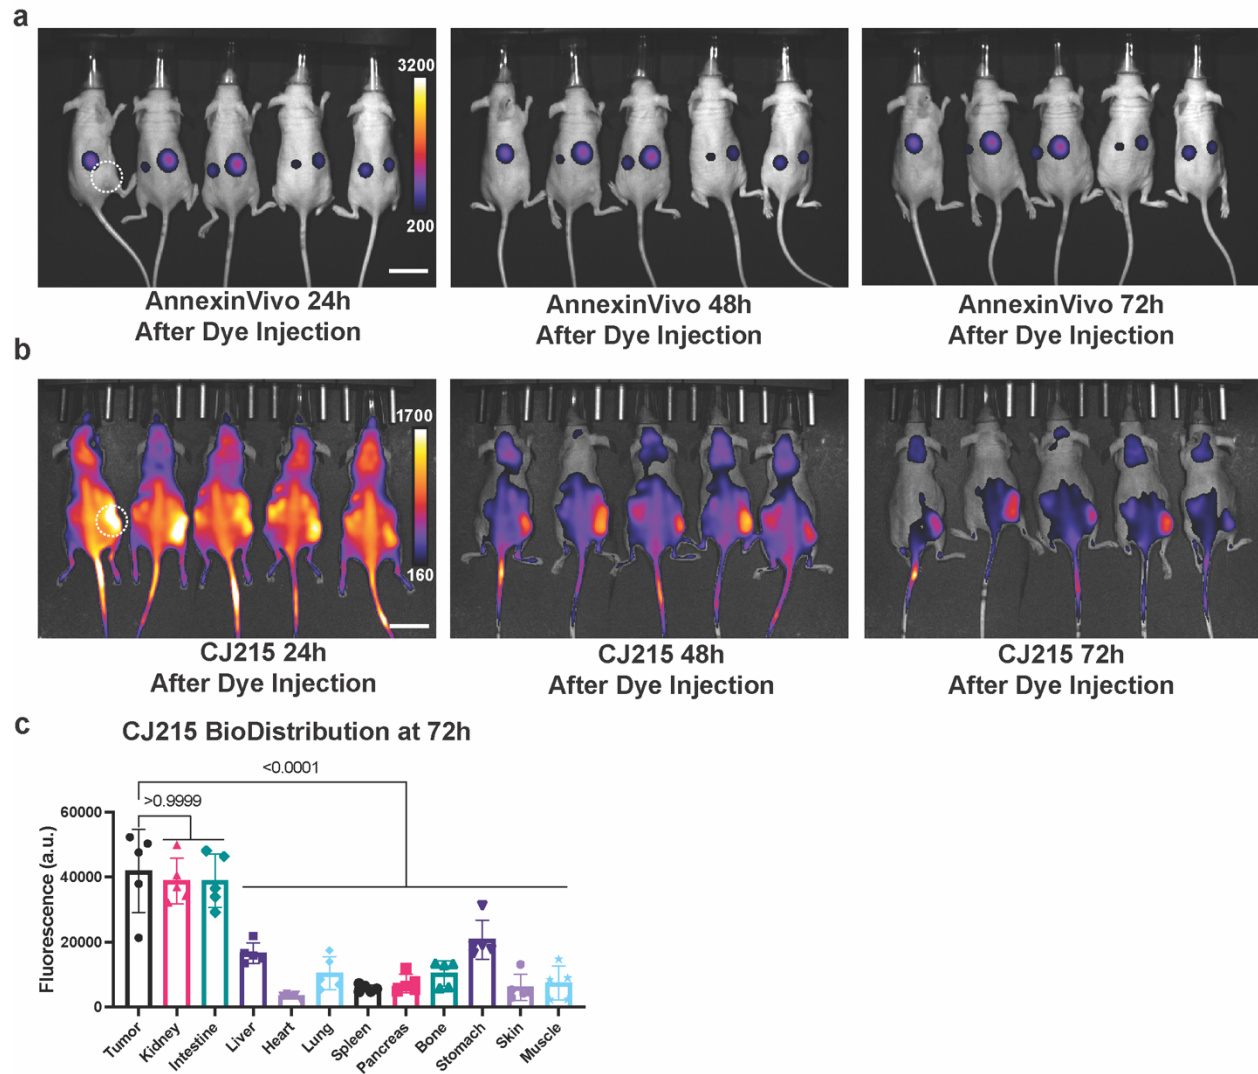 a
3200
200
AnnexinVivo 24h
After Dye Injection
AnnexinVivo 48h
After Dye Injection
AnnexinVivo 72h
After Dye Injection
b
1700
160
CJ215 24h
After Dye Injection
CJ215 48h
After Dye Injection
CJ215 72h
After Dye Injection
c
CJ215 BioDistribution at 72h
<0.0001
>0.9999
Fluorescence (a.u.)
60000
40000
20000
0
Tumor
Kidney
Intestine
Liver
Heart
Lung
Spleen
Pancreas
Bone
Stomach
Skin
Muscle